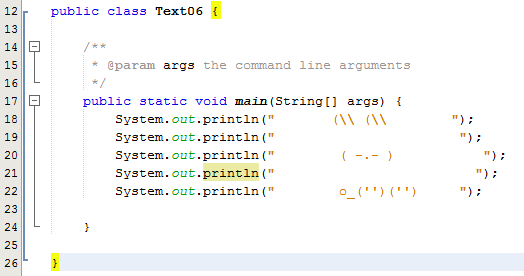 12 public class Text06 {
13
14 /**
15 * @param args the command line arguments
16 */
17 public static void main(String[] args) {
18 System.out.println("        (\\ (\\         ");
19 System.out.println("                          ");
20 System.out.println("         ( -.- )             ");
21 System.out.println("                            ");
22 System.out.println("         o_('')('')      ");
23
24 }
25
26 }